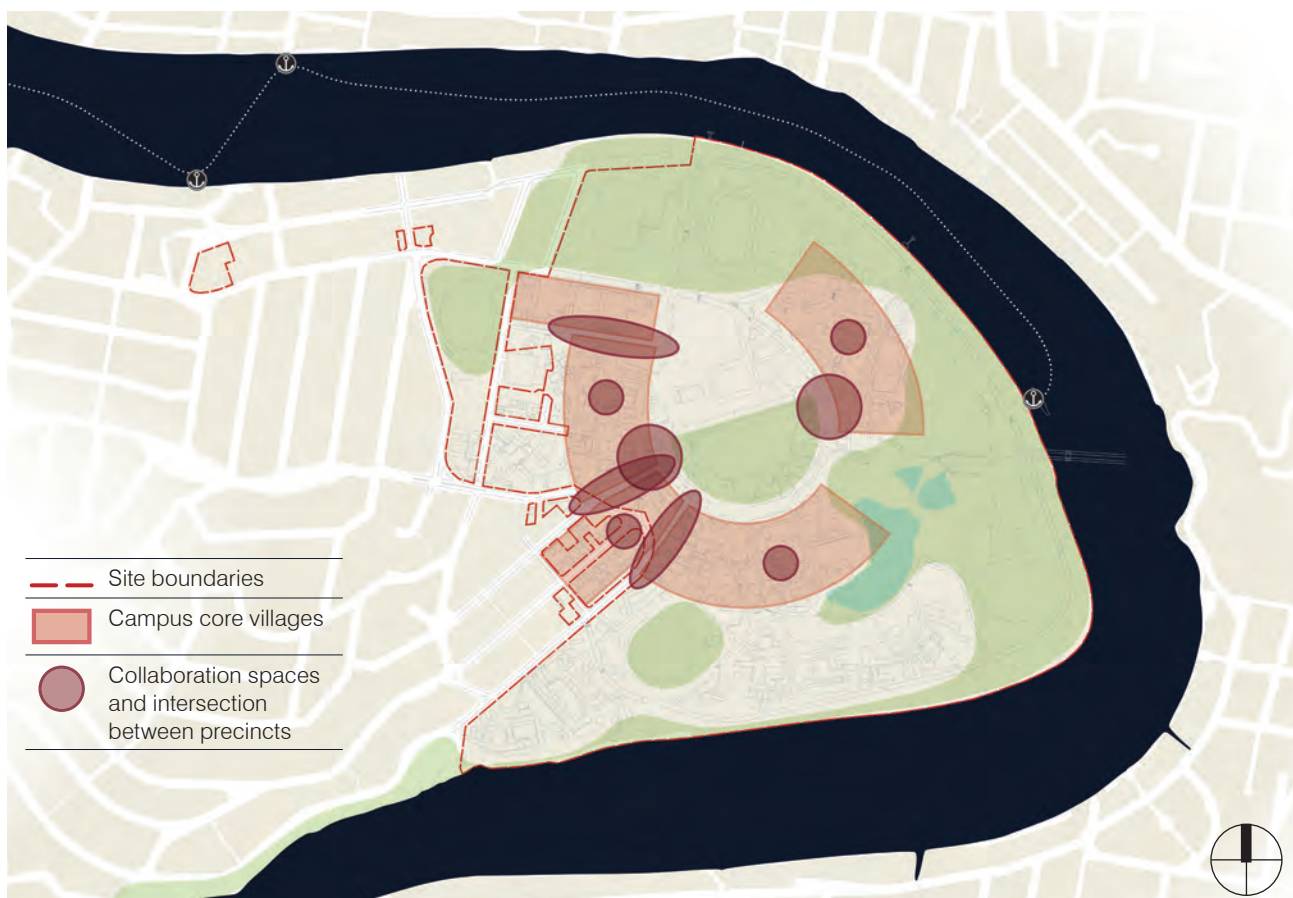 Site boundaries
Campus core villages
Collaboration spaces
and intersection
between precincts